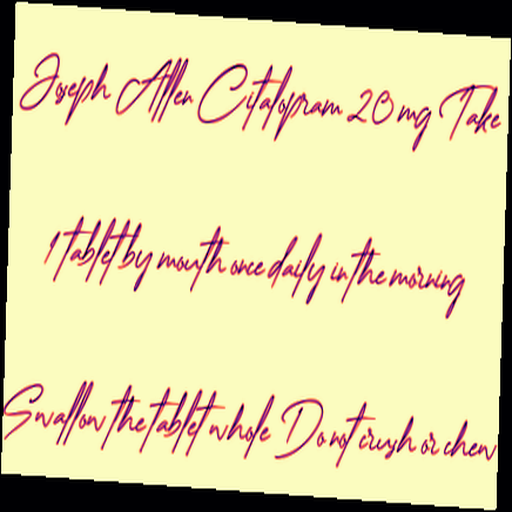 Joseph Allen Citalopram 20 mg Take
1 tablet by mouth once daily in the morning
Swallow the tablet whole Do not crush or chew